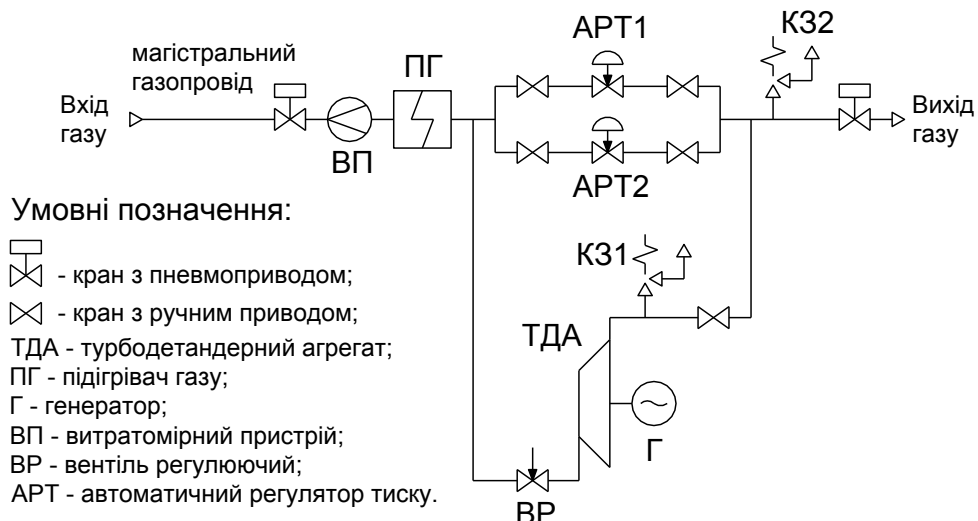 АРТ1
КЗ2
магістральний
газопровід
ПГ
Вхід
газу
Вихід
газу
ВП
АРТ2
Умовні позначення:
КЗ1
- кран з пневмоприводом;
- кран з ручним приводом;
ТДА
ТДА - турбодетандерний агрегат;
ПГ - підігрівач газу;
Г - генератор;
Г
ВП - витратомірний пристрій;
ВР - вентіль регулюючий;
АРТ - автоматичний регулятор тиску.
ВР